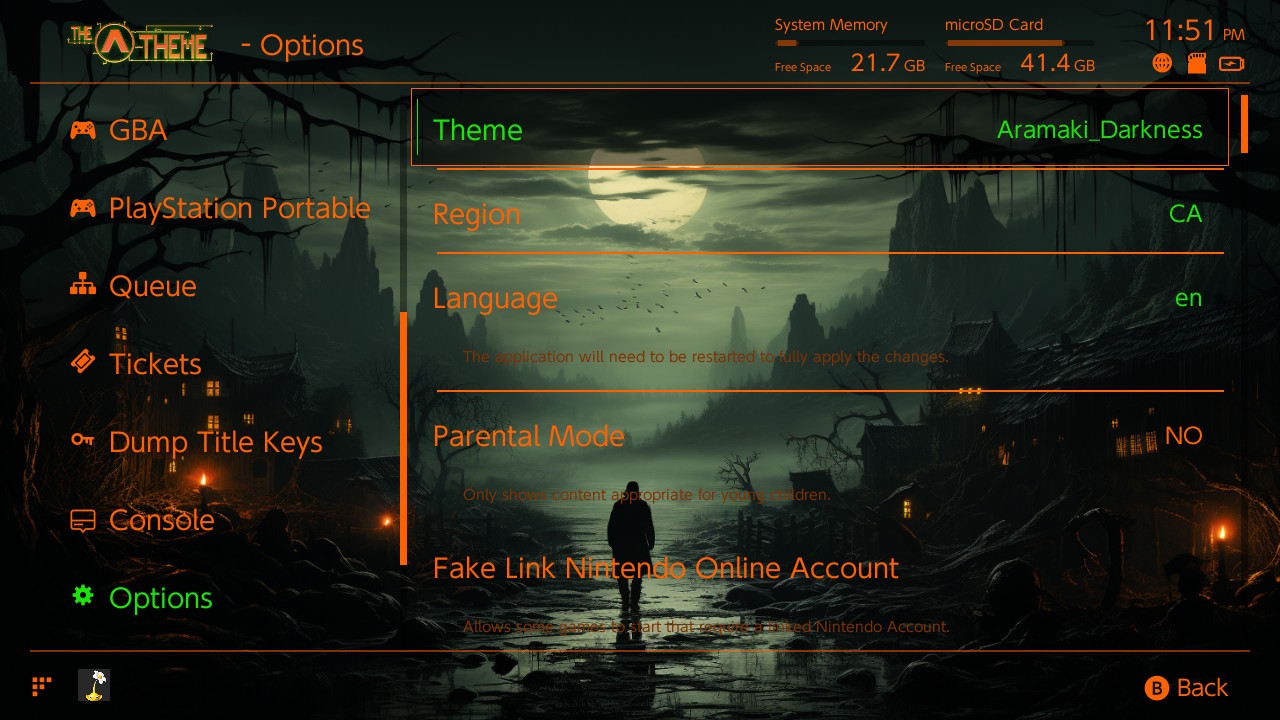 THE A-THEME - Options
System Memory
Free Space 21.7 GB
microSD Card
Free Space 41.4 GB
11:51 PM
GBA
PlayStation Portable
Queue
Tickets
Dump Title Keys
Console
Options
Theme Aramaki_Darkness
Region CA
Language en
The application will need to be restarted to fully apply the changes.
Parental Mode NO
Only shows content appropriate for young children.
Fake Link Nintendo Online Account
Allows some games to start that require a linked Nintendo Account.
B Back